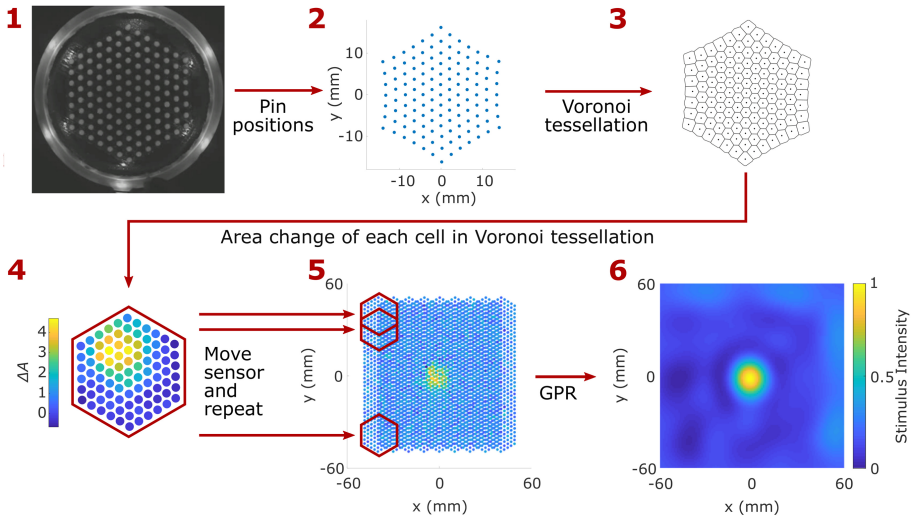 1
2
3
Pin
positions
y (mm)
10
0
-10
-10
0
10
x (mm)
Voronoi
tessellation
Area change of each cell in Voronoi tessellation
4
ΔA
4
3
2
1
0
Move
sensor
and
repeat
5
60
y (mm)
0
-60
-60
0
60
x (mm)
GPR
6
60
y (mm)
0
-60
-60
0
60
x (mm)
1
0.5
0
Stimulus Intensity